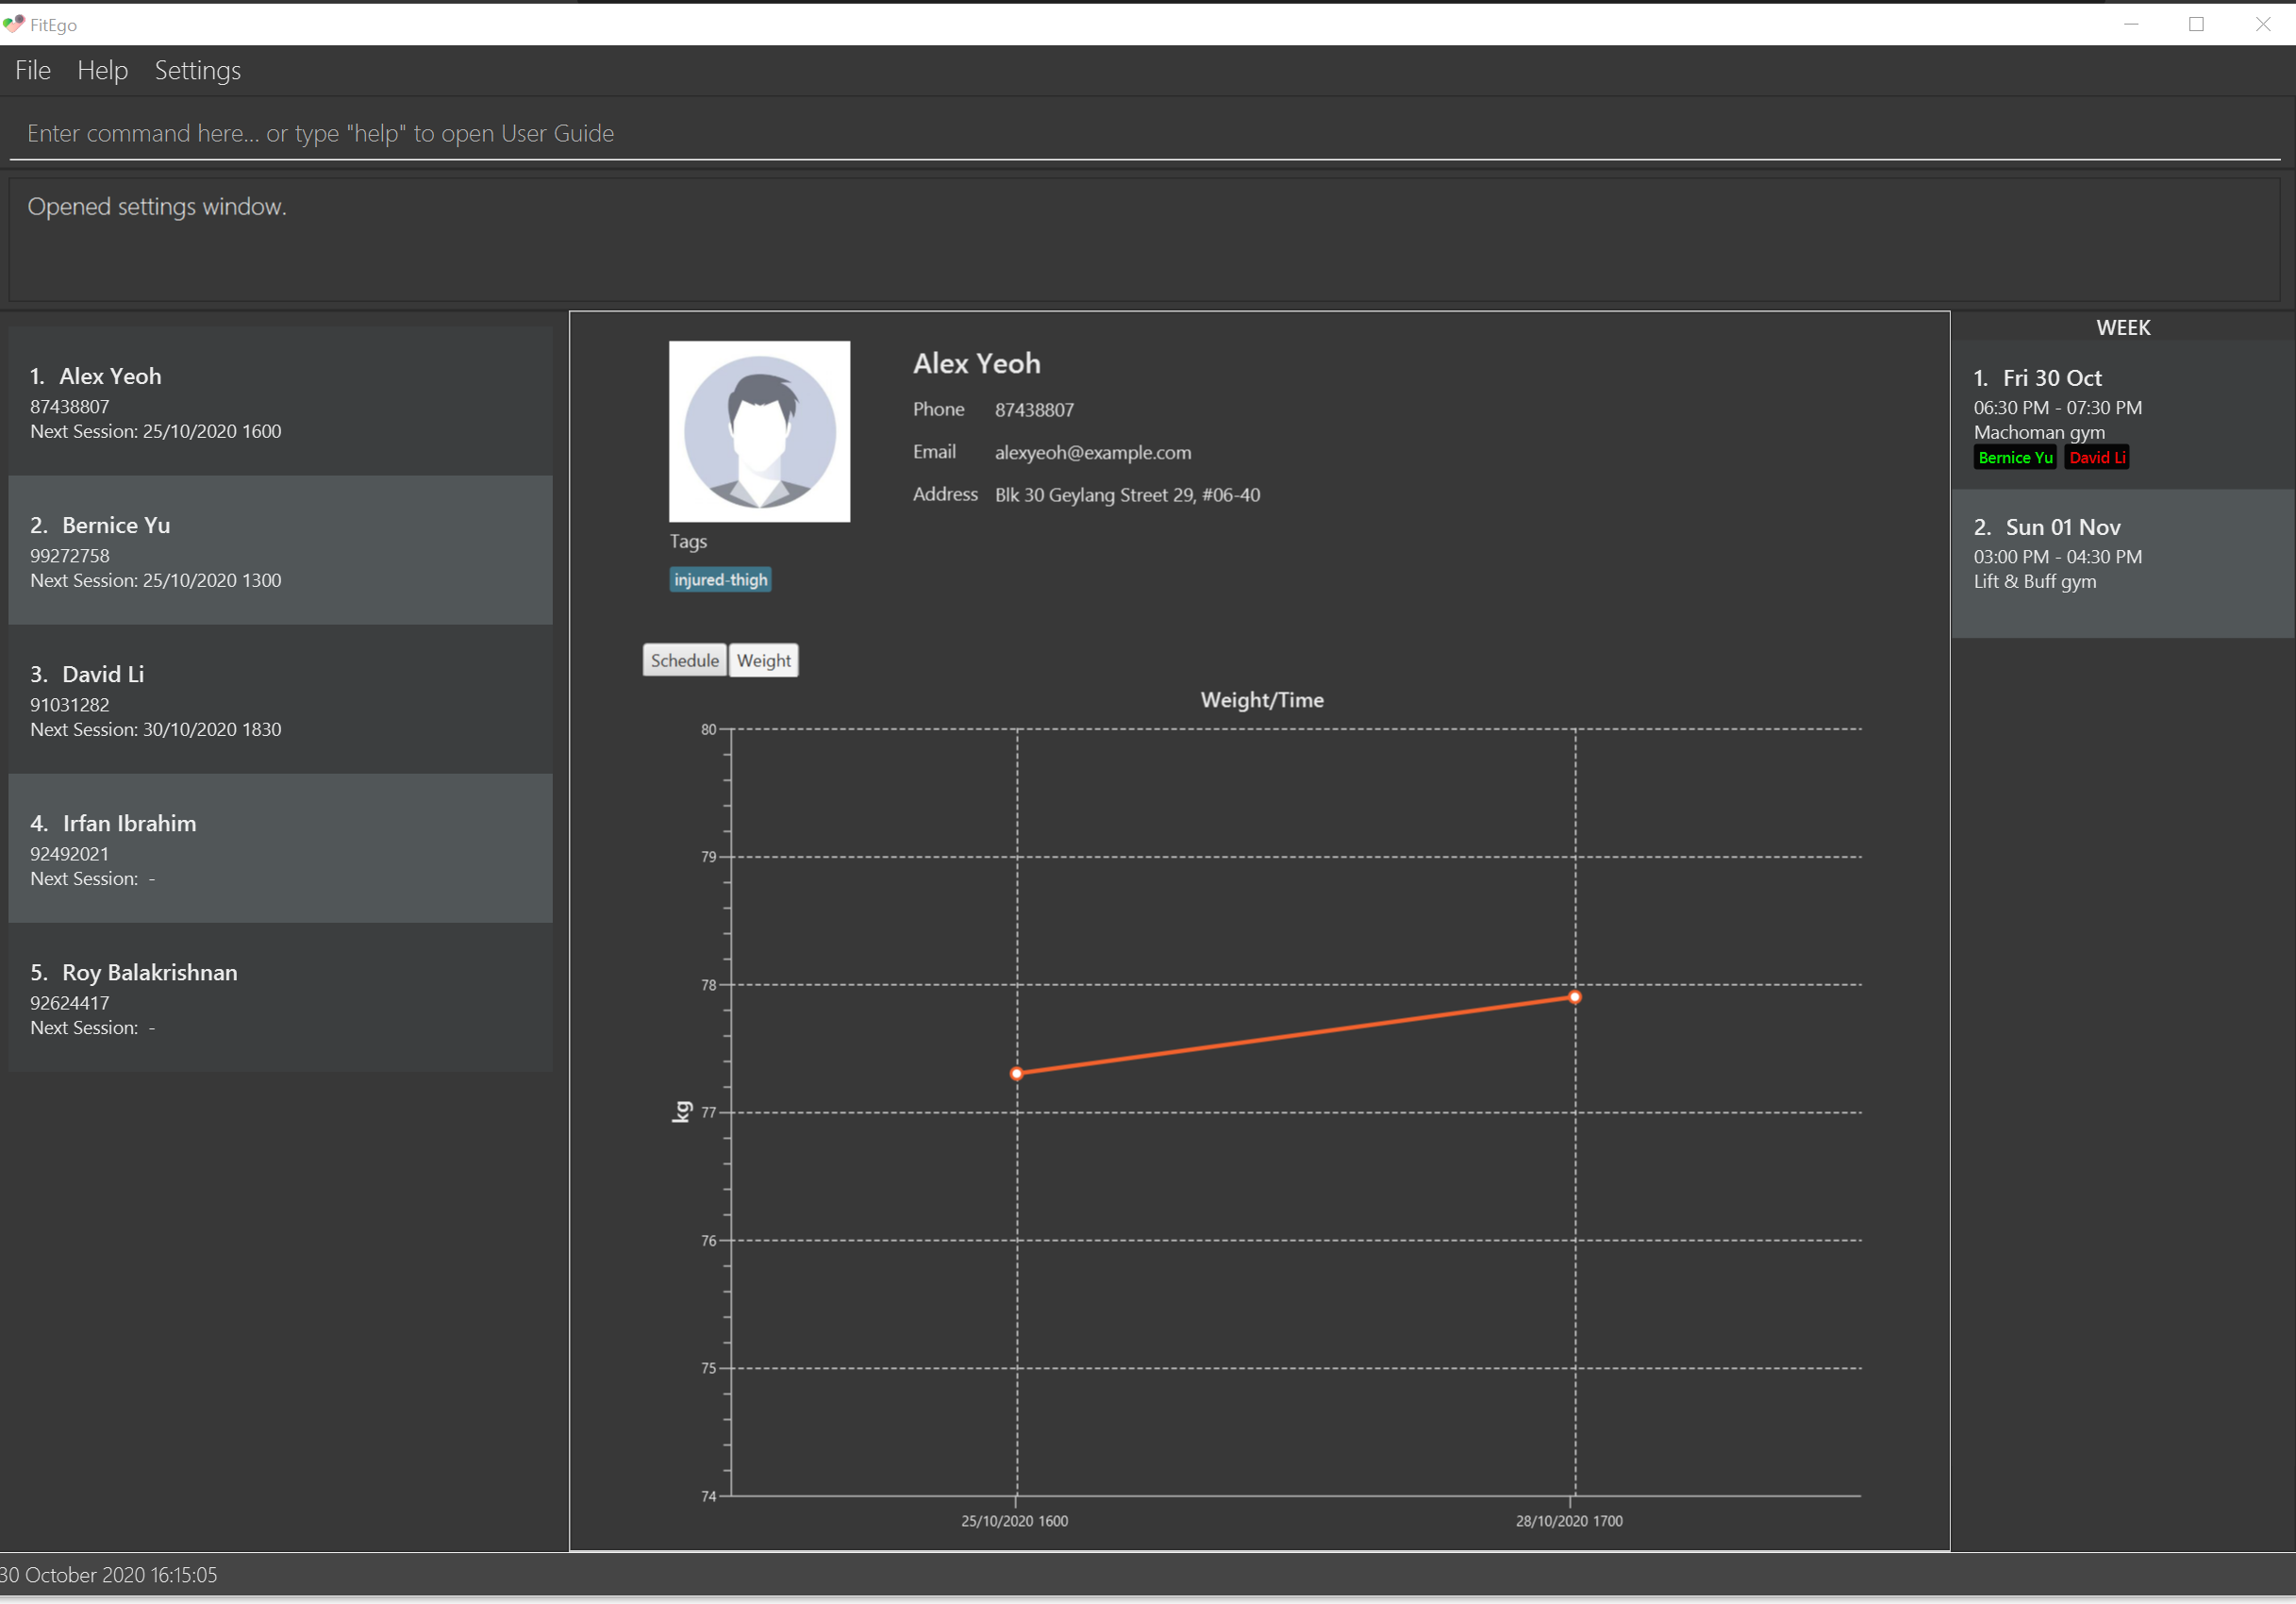 FitEgo
File Help Settings
Enter command here... or type "help" to open User Guide
Opened settings window.
1. Alex Yeoh
87438807
Next Session: 25/10/2020 1600
2. Bernice Yu
99272758
Next Session: 25/10/2020 1300
3. David Li
91031282
Next Session: 30/10/2020 1830
4. Irfan Ibrahim
92492021
Next Session: -
5. Roy Balakrishnan
92624417
Next Session: -
Alex Yeoh
Phone 87438807
Email alexyeoh@example.com
Address Blk 30 Geylang Street 29, #06-40
Tags
injured-thigh
Schedule Weight
Weight/Time
80
79
78
77
76
75
74
kg
25/10/2020 1600 28/10/2020 1700
WEEK
1. Fri 30 Oct
06:30 PM - 07:30 PM
Machoman gym
Bernice Yu David Li
2. Sun 01 Nov
03:00 PM - 04:30 PM
Lift & Buff gym
30 October 2020 16:15:05